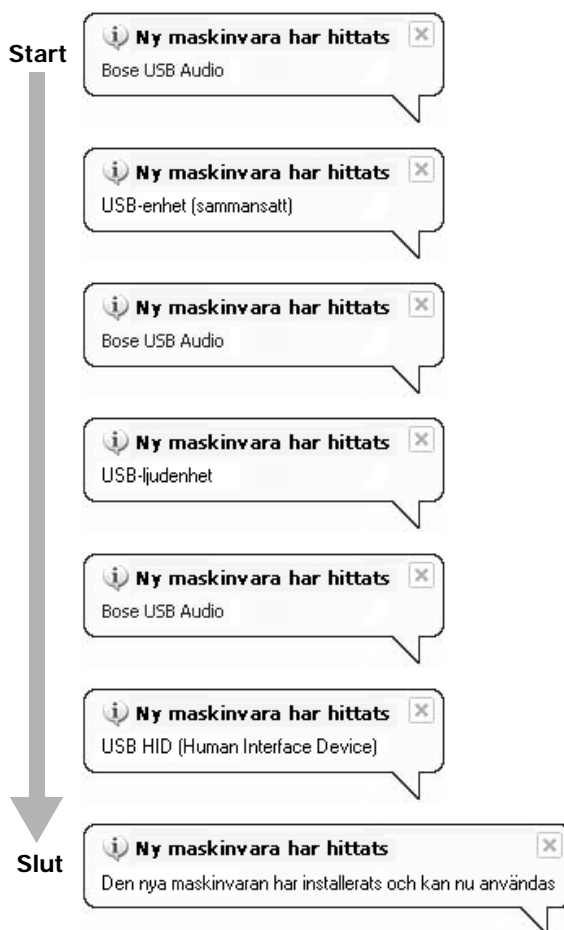 Start
Ny maskinvara har hittats
Bose USB Audio
Ny maskinvara har hittats
USB-enhet (sammansatt)
Ny maskinvara har hittats
Bose USB Audio
Ny maskinvara har hittats
USB-ljudenhet
Ny maskinvara har hittats
Bose USB Audio
Ny maskinvara har hittats
USB HID (Human Interface Device)
Slut
Ny maskinvara har hittats
Den nya maskinvaran har installerats och kan nu användas